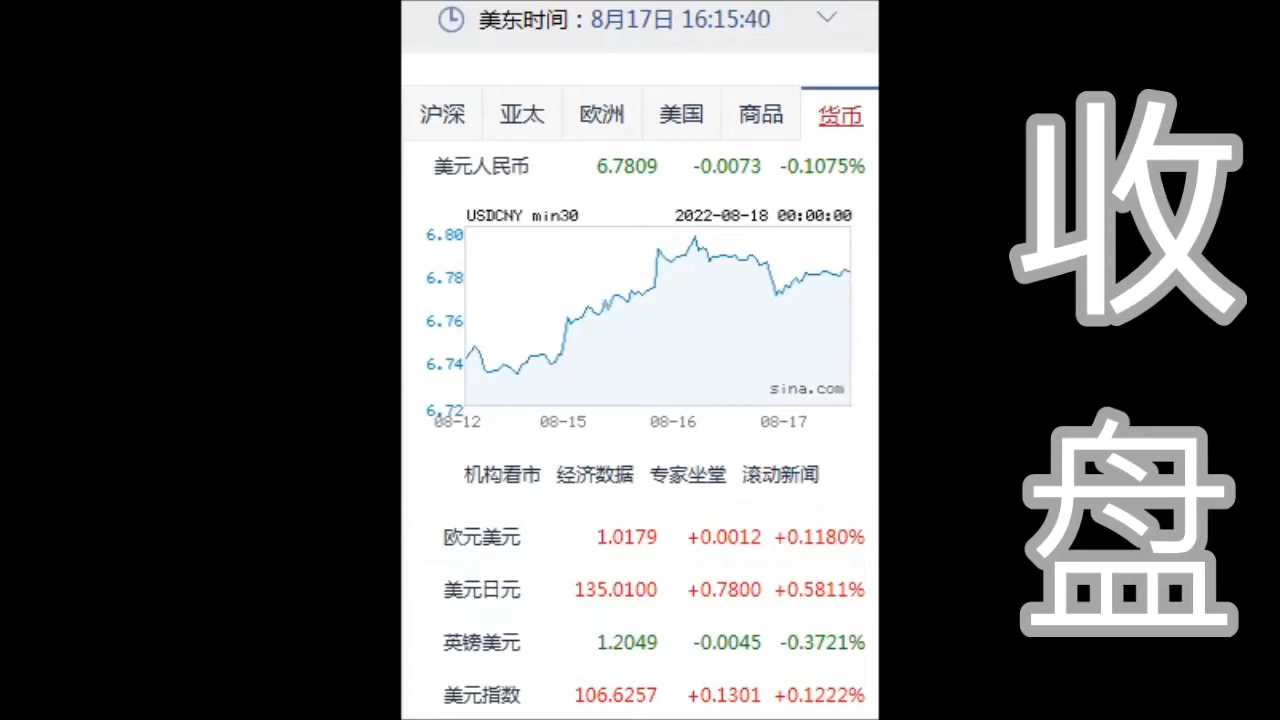 美东时间：8月17日 16:15:40
沪深 亚太 欧洲 美国 商品 货币
美元人民币 6.7809 -0.0073 -0.1075%
USDCNY min30 2022-08-18 00:00:00
6.80
6.78
6.76
6.74
6.72
sina.com
08-12 08-15 08-16 08-17
机构看市 经济数据 专家坐堂 滚动新闻
欧元美元 1.0179 +0.0012 +0.1180%
美元日元 135.0100 +0.7800 +0.5811%
英镑美元 1.2049 -0.0045 -0.3721%
美元指数 106.6257 +0.1301 +0.1222%
收
盘